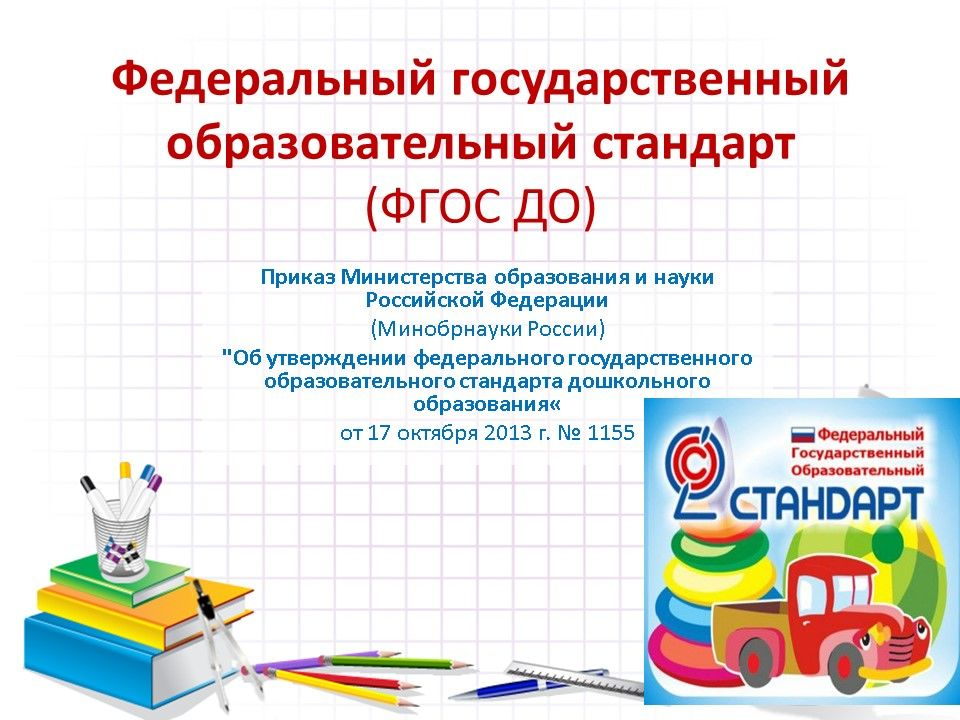 Федеральный государственный
образовательный стандарт
(ФГОС ДО)
Приказ Министерства образования и науки
Российской Федерации
(Минобрнауки России)
"Об утверждении федерального государственного
образовательного стандарта дошкольного
образования«
от 17 октября 2013 г. № 1155
Федеральный
Государственный
Образовательный
СТАНДАРТ